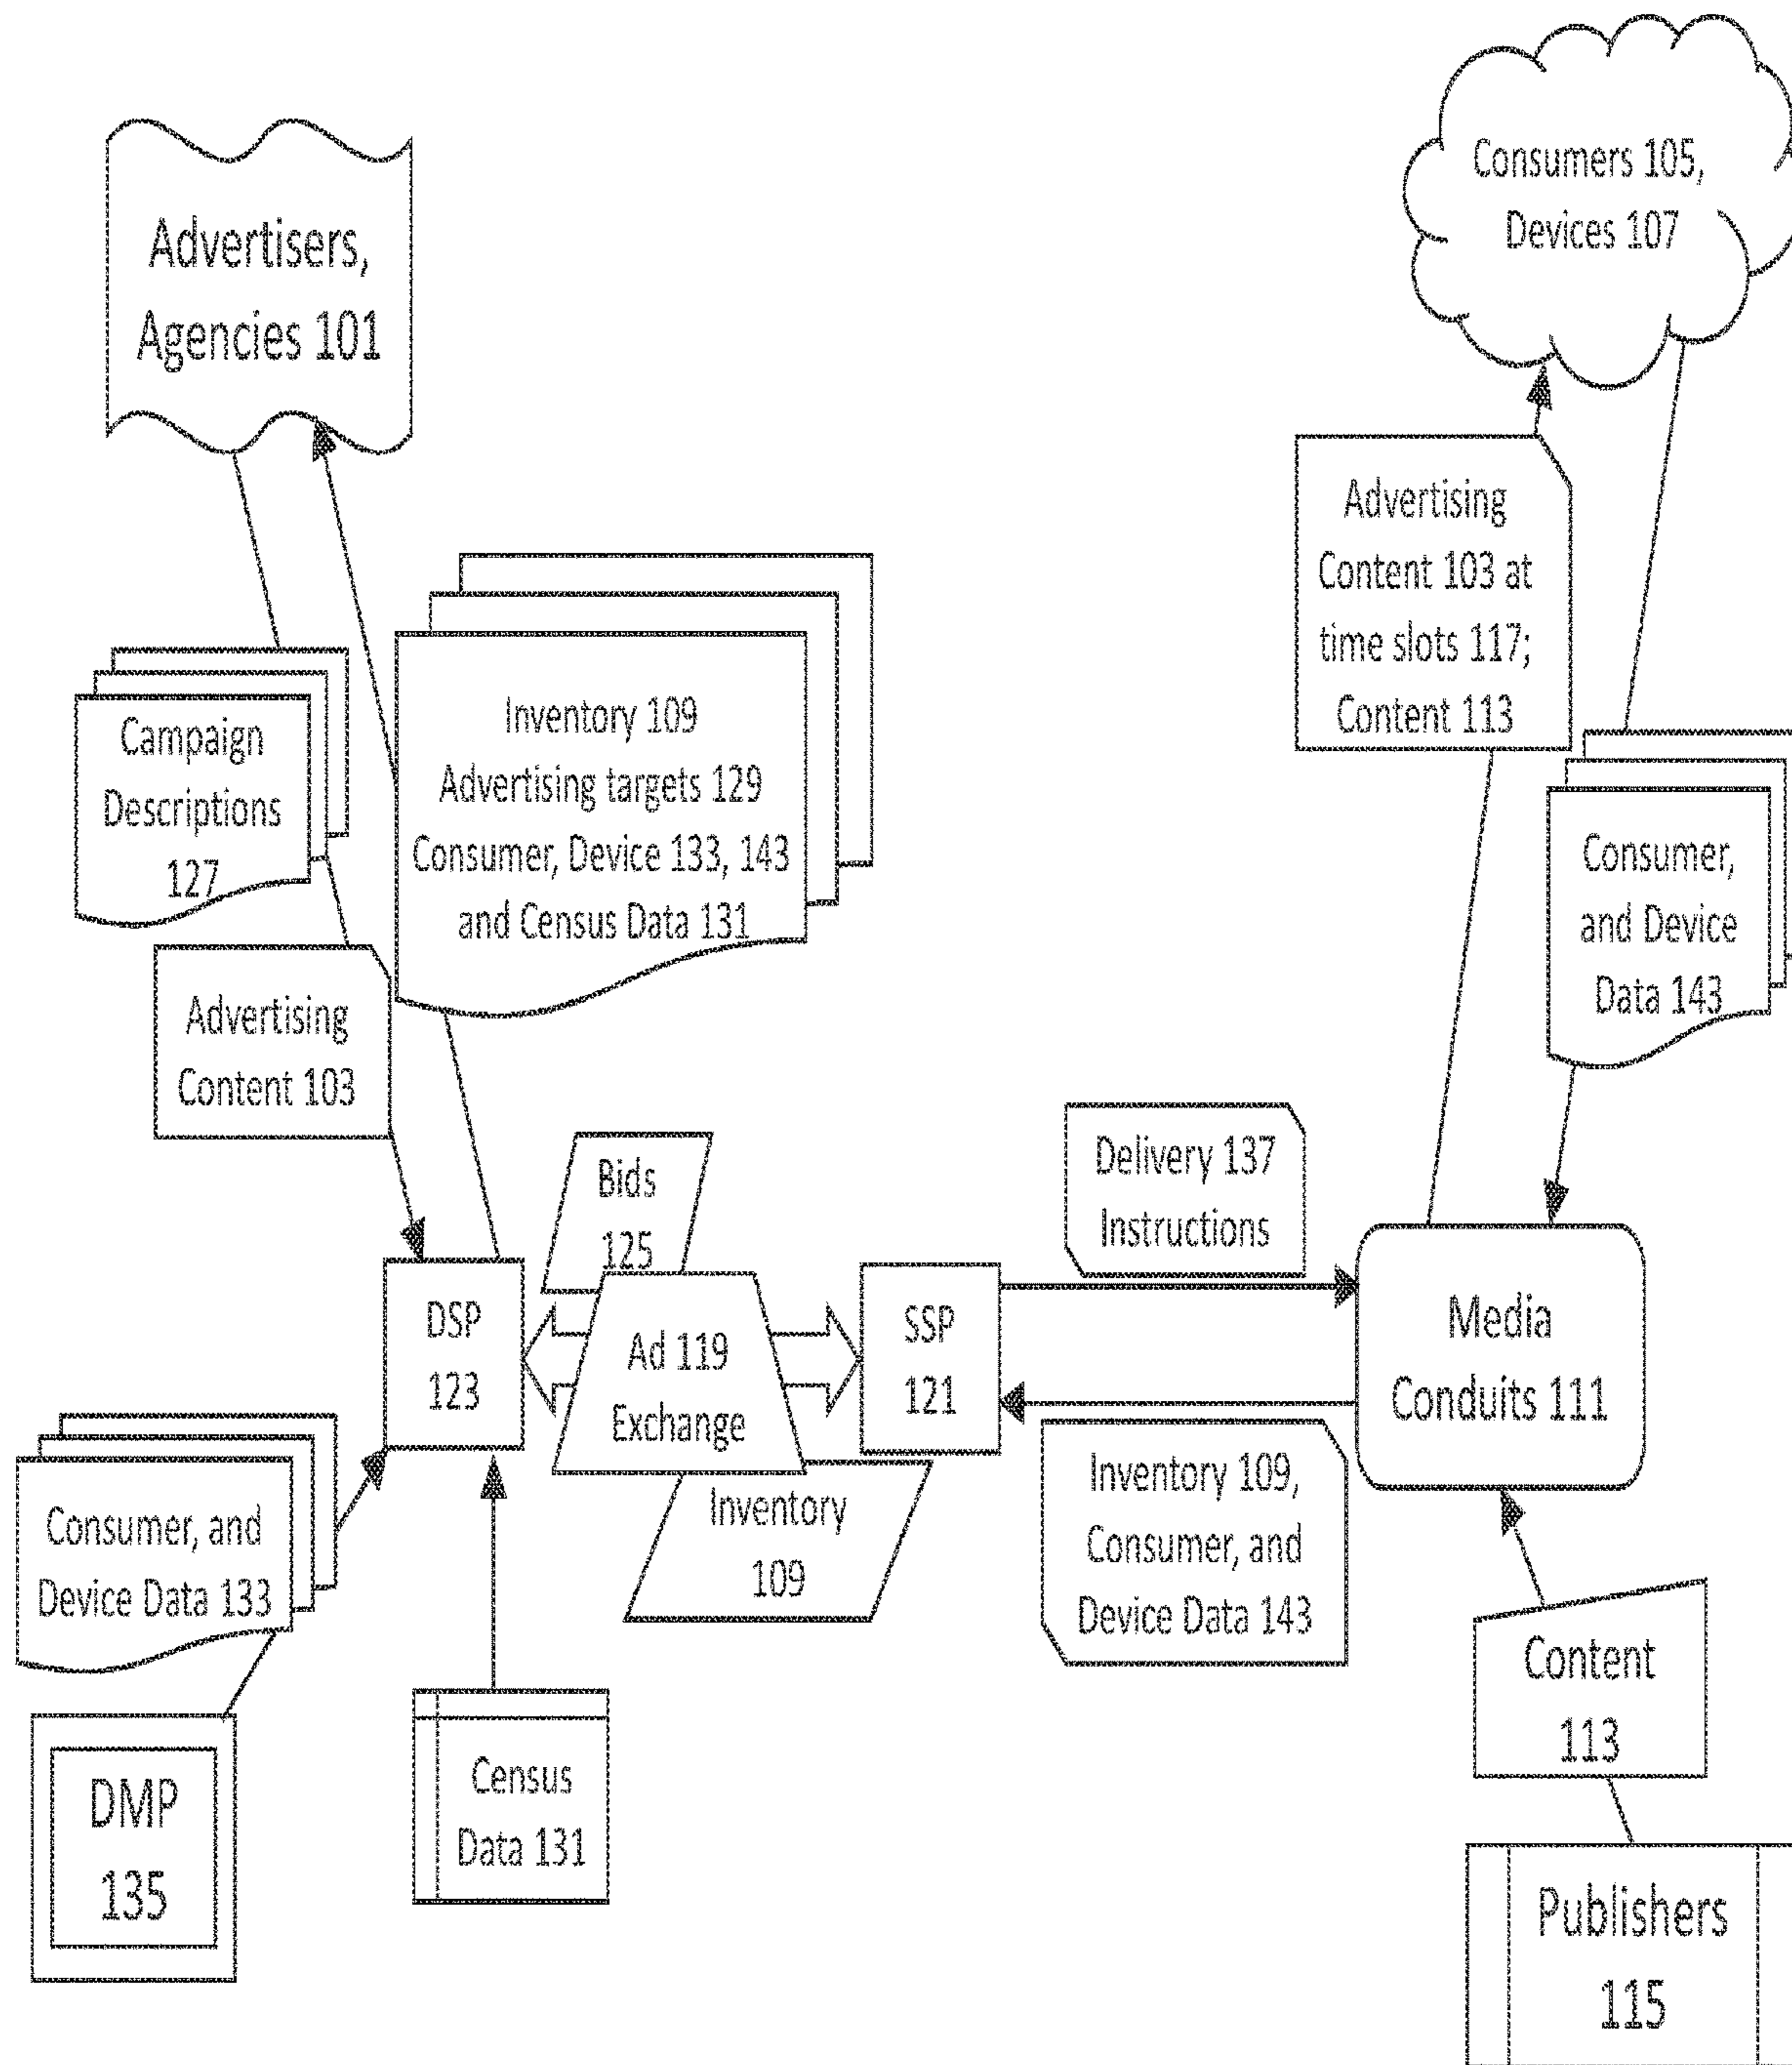 Advertisers,
Agencies 101
Consumers 105,
Devices 107
Advertising
Content 103 at
time slots 117;
Content 113
Campaign
Descriptions
127
Inventory 109
Advertising targets 129
Consumer, Device 133, 143
and Census Data 131
Consumer,
and Device
Data 143
Advertising
Content 103
Bids
125
Delivery 137
Instructions
DSP
123
Ad 119
Exchange
SSP
121
Media
Conduits 111
Consumer, and
Device Data 133
Inventory
109
Inventory 109,
Consumer, and
Device Data 143
Content
113
DMP
135
Census
Data 131
Publishers
115